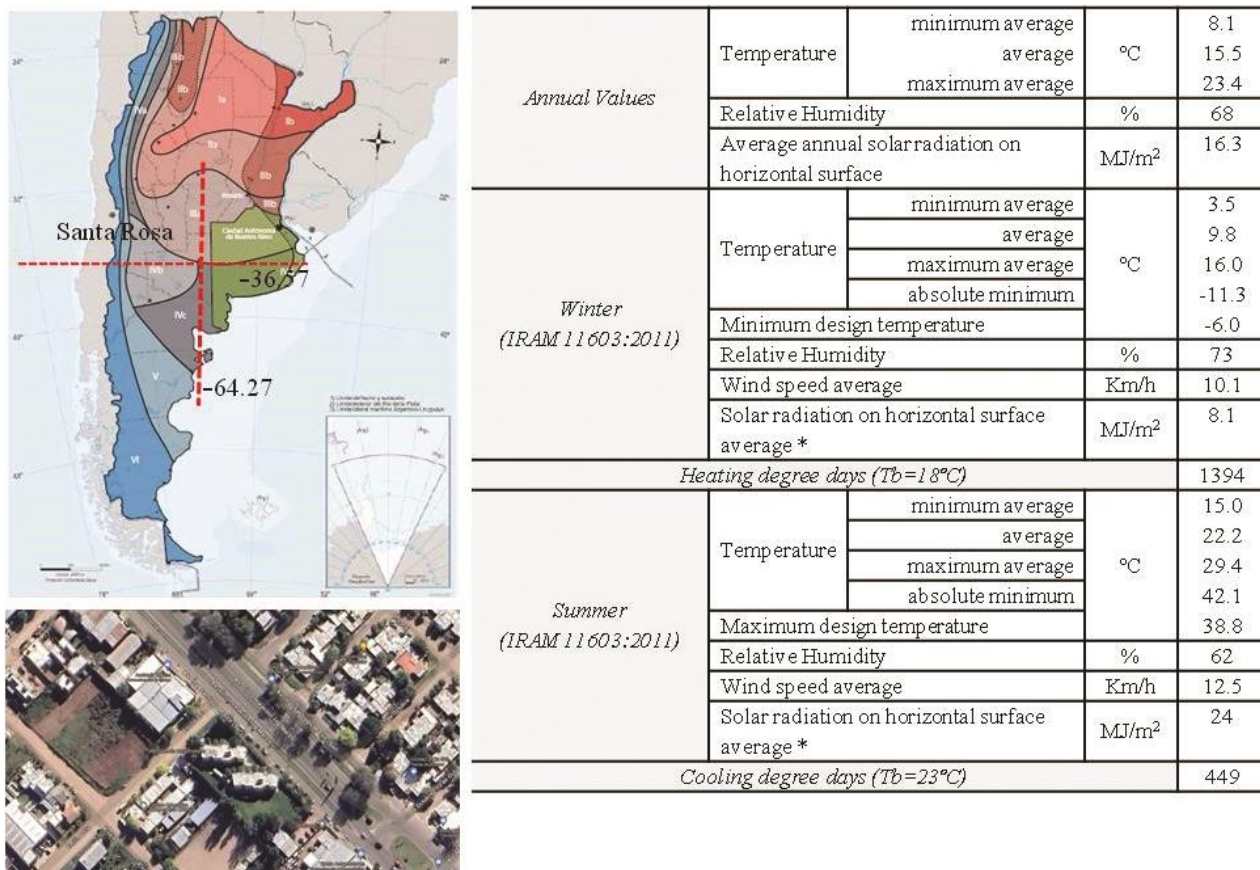 IIIb
IIb
Ia
Ib
Ib
IIb
IIIb
Rosario
Santa Rosa
Ciudad Autónoma
de Buenos Aires
IVb
-36.57
IVc
-64.27
V
VI
Annual Values
Temperature
minimum average
°C
8.1
average
15.5
maximum average
23.4
Relative Humidity
%
68
Average annual solar radiation on
horizontal surface
MJ/m²
16.3
Winter
(IRAM 11603:2011)
Temperature
minimum average
°C
3.5
average
9.8
maximum average
16.0
absolute minimum
-11.3
Minimum design temperature
-6.0
Relative Humidity
%
73
Wind speed average
Km/h
10.1
Solar radiation on horizontal surface
average *
MJ/m²
8.1
Heating degree days (Tb=18°C)
1394
Summer
(IRAM 11603:2011)
Temperature
minimum average
°C
15.0
average
22.2
maximum average
29.4
absolute minimum
42.1
Maximum design temperature
38.8
Relative Humidity
%
62
Wind speed average
Km/h
12.5
Solar radiation on horizontal surface
average *
MJ/m²
24
Cooling degree days (Tb=23°C)
449